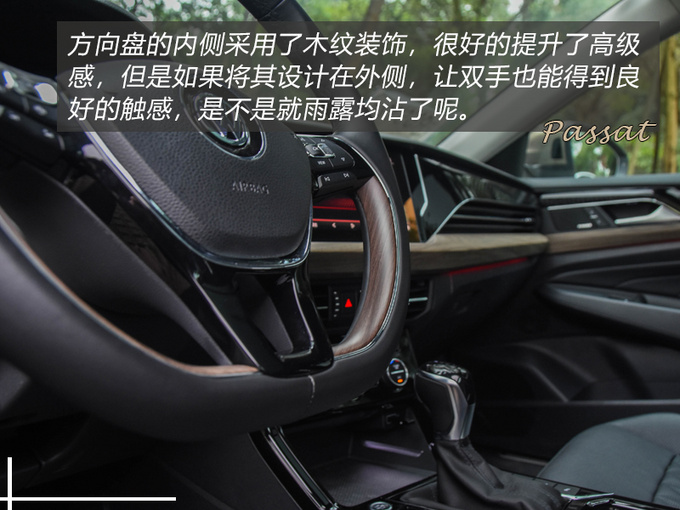 方向盘的内侧采用了木纹装饰，很好的提升了高级
感，但是如果将其设计在外侧，让双手也能得到良
好的触感，是不是就雨露均沾了呢。
Passat
AIRBAG